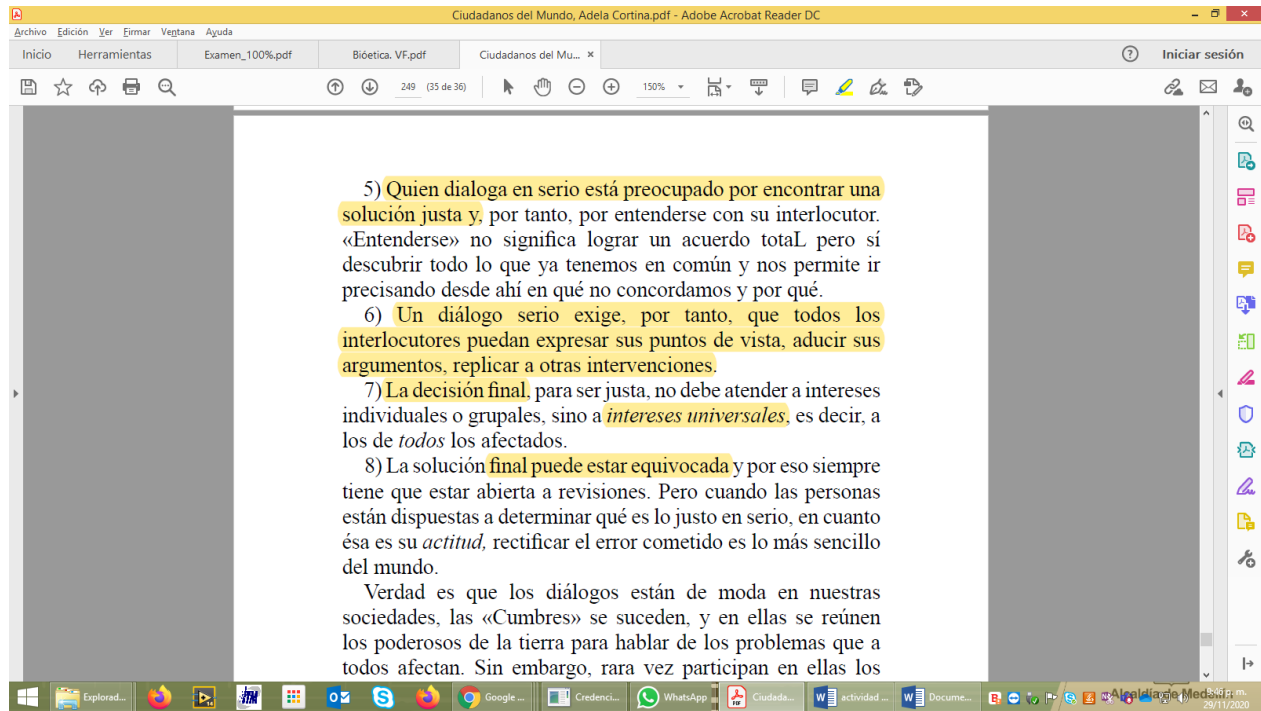 Ciudadanos del Mundo, Adela Cortina.pdf - Adobe Acrobat Reader DC
Archivo Edición Ver Firmar Ventana Ayuda
Inicio Herramientas Examen_100%.pdf Bióetica. VF.pdf Ciudadanos del Mu... × Iniciar sesión
249 (35 de 36) 150%
5) Quien dialoga en serio está preocupado por encontrar una
solución justa y, por tanto, por entenderse con su interlocutor.
«Entenderse» no significa lograr un acuerdo totaL pero sí
descubrir todo lo que ya tenemos en común y nos permite ir
precisando desde ahí en qué no concordamos y por qué.
6) Un diálogo serio exige, por tanto, que todos los
interlocutores puedan expresar sus puntos de vista, aducir sus
argumentos, replicar a otras intervenciones.
7) La decisión final, para ser justa, no debe atender a intereses
individuales o grupales, sino a intereses universales, es decir, a
los de todos los afectados.
8) La solución final puede estar equivocada y por eso siempre
tiene que estar abierta a revisiones. Pero cuando las personas
están dispuestas a determinar qué es lo justo en serio, en cuanto
ésa es su actitud, rectificar el error cometido es lo más sencillo
del mundo.
Verdad es que los diálogos están de moda en nuestras
sociedades, las «Cumbres» se suceden, y en ellas se reúnen
los poderosos de la tierra para hablar de los problemas que a
todos afectan. Sin embargo, rara vez participan en ellas los
Explorad... Google ... Credenci... WhatsApp Ciudada... actividad ... Docume... Alcaldía de Medellín
29/11/2020